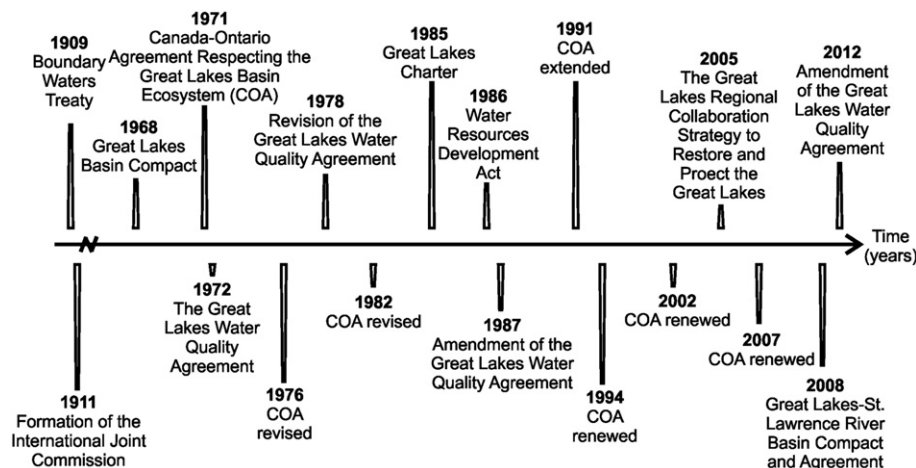 1909
Boundary
Waters
Treaty
1968
Great Lakes
Basin Compact
1971
Canada-Ontario
Agreement Respecting the
Great Lakes Basin
Ecosystem (COA)
1978
Revision of the
Great Lakes Water
Quality Agreement
1985
Great Lakes
Charter
1986
Water
Resources
Development
Act
1991
COA
extended
2005
The Great
Lakes Regional
Collaboration
Strategy to
Restore and
Proect the
Great Lakes
2012
Amendment
of the Great
Lakes Water
Quality
Agreement
Time
(years)
1911
Formation of the
International Joint
Commission
1972
The Great
Lakes Water
Quality
Agreement
1976
COA
revised
1982
COA revised
1987
Amendment of the
Great Lakes Water
Quality Agreement
1994
COA
renewed
2002
COA renewed
2007
COA renewed
2008
Great Lakes-St.
Lawrence River
Basin Compact
and Agreement